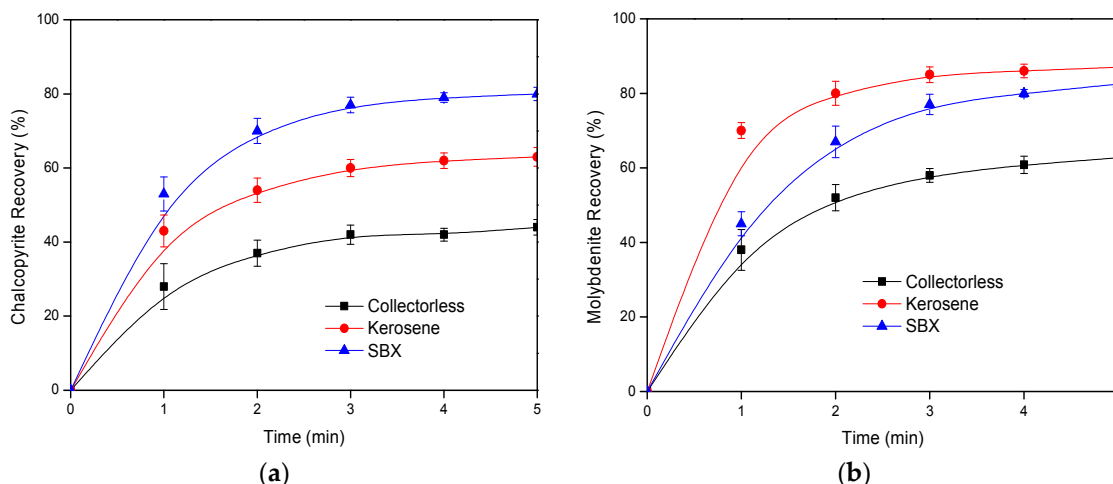 100
80
60
40
20
0
Chalcopyrite Recovery (%)
Collectorless
Kerosene
SBX
0 1 2 3 4 5
Time (min)
(a)
100
80
60
40
20
0
Molybdenite Recovery (%)
Collectorless
Kerosene
SBX
0 1 2 3 4
Time (min)
(b)